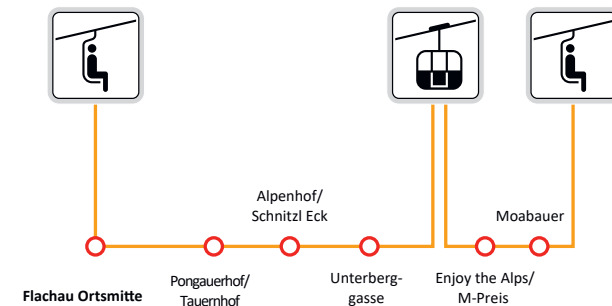 Alpenhof/
Schnitzl Eck
Moabauer
Flachau Ortsmitte
Pongauerhof/
Tauernhof
Unterberg-
gasse
Enjoy the Alps/
M-Preis